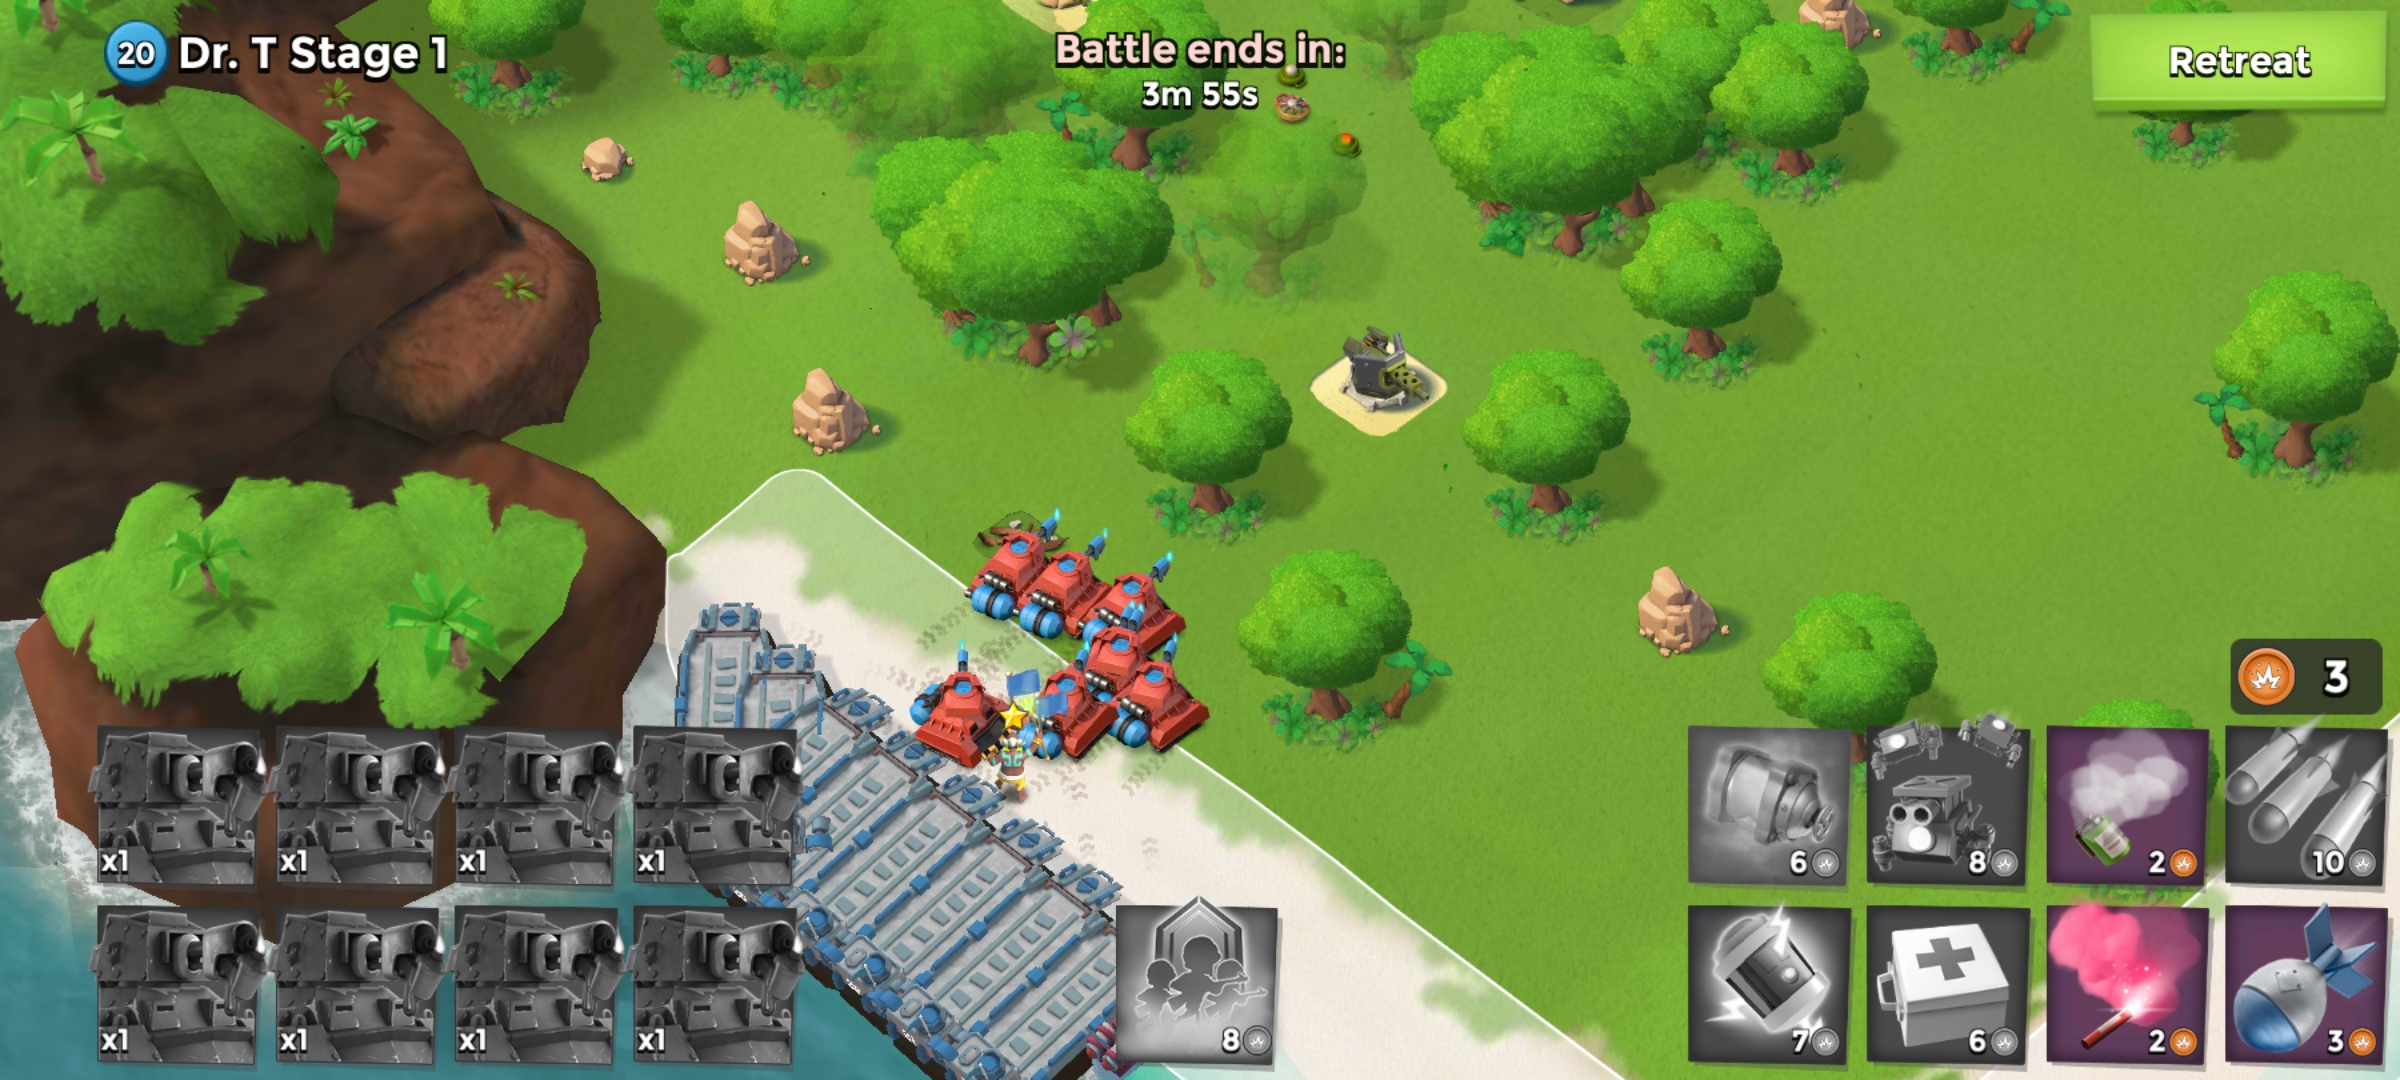 20 Dr. T Stage 1
Battle ends in:
3m 55s
Retreat
3
x1 x1 x1 x1
6 8 2 10
x1 x1 x1 x1
8
7 6 2 3